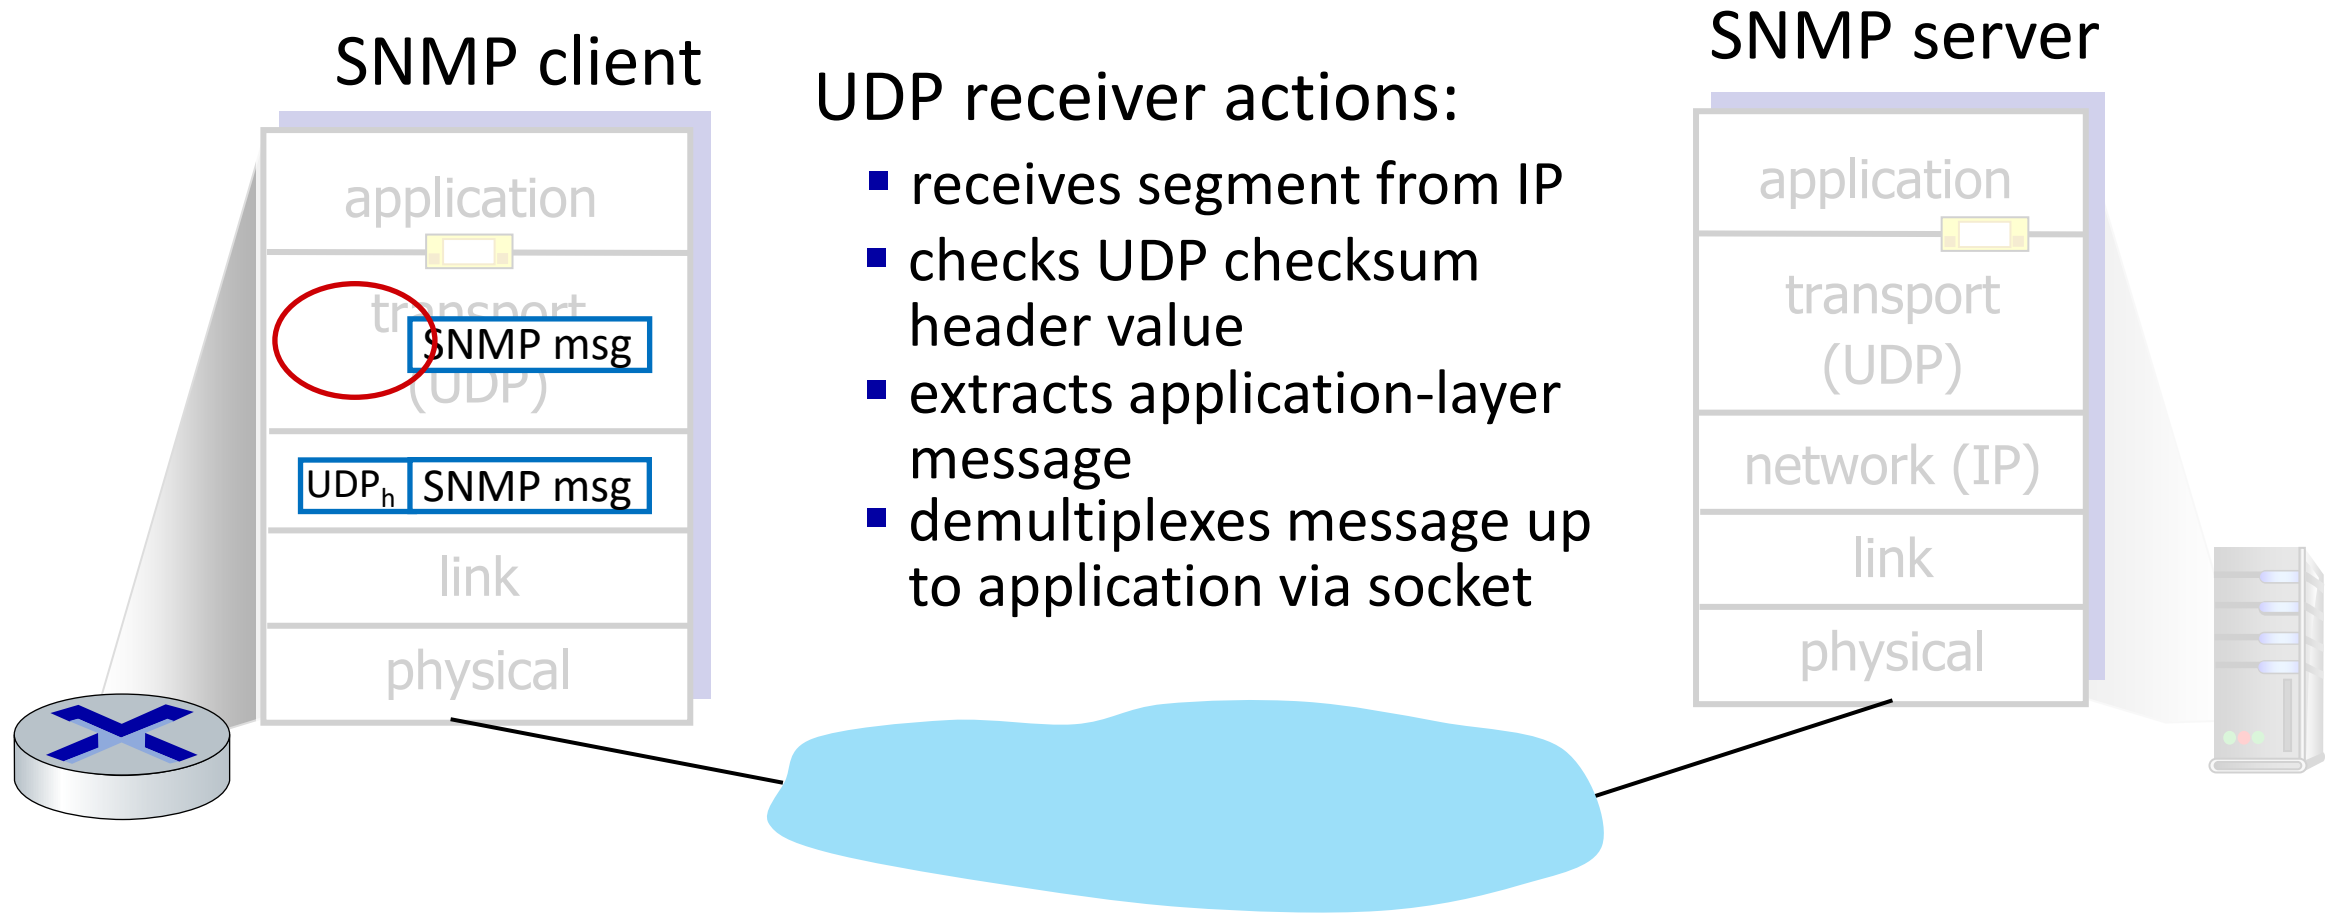 SNMP client
application
transport
SNMP msg
(UDP)
UDPh SNMP msg
link
physical
UDP receiver actions:
receives segment from IP
checks UDP checksum
header value
extracts application-layer
message
demultiplexes message up
to application via socket
SNMP server
application
transport
(UDP)
network (IP)
link
physical